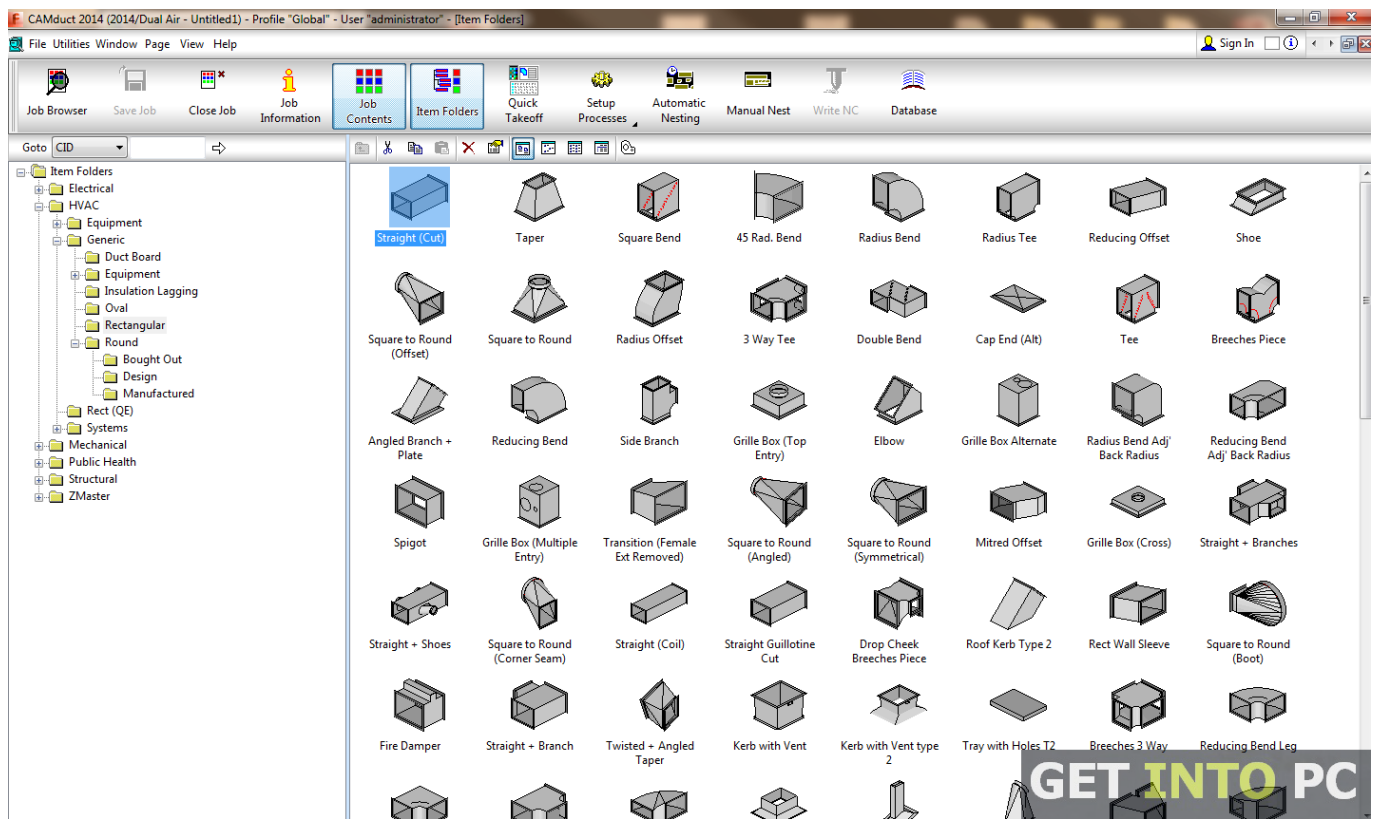 CAMduct 2014 (2014/Dual Air - Untitled1) - Profile "Global" - User "administrator" - [Item Folders]
File Utilities Window Page View Help
Sign In
Job Browser
Save Job
Close Job
Job
Information
Job
Contents
Item Folders
Quick
Takeoff
Setup
Processes
Automatic
Nesting
Manual Nest
Write NC
Database
Goto CID
Item Folders
Electrical
HVAC
Equipment
Generic
Duct Board
Equipment
Insulation Lagging
Oval
Rectangular
Round
Bought Out
Design
Manufactured
Rect (QE)
Systems
Mechanical
Public Health
Structural
ZMaster
Straight (Cut)
Taper
Square Bend
45 Rad. Bend
Radius Bend
Radius Tee
Reducing Offset
Shoe
Square to Round
(Offset)
Square to Round
Radius Offset
3 Way Tee
Double Bend
Cap End (Alt)
Tee
Breeches Piece
Angled Branch +
Plate
Reducing Bend
Side Branch
Grille Box (Top
Entry)
Elbow
Grille Box Alternate
Radius Bend Adj'
Back Radius
Reducing Bend
Adj' Back Radius
Spigot
Grille Box (Multiple
Entry)
Transition (Female
Ext Removed)
Square to Round
(Angled)
Square to Round
(Symmetrical)
Mitred Offset
Grille Box (Cross)
Straight + Branches
Straight + Shoes
Square to Round
(Corner Seam)
Straight (Coil)
Straight Guillotine
Cut
Drop Cheek
Breeches Piece
Roof Kerb Type 2
Rect Wall Sleeve
Square to Round
(Boot)
Fire Damper
Straight + Branch
Twisted + Angled
Taper
Kerb with Vent
Kerb with Vent type
2
Tray with Holes T2
Breeches 3 Way
Reducing Bend Leg
GET INTO PC